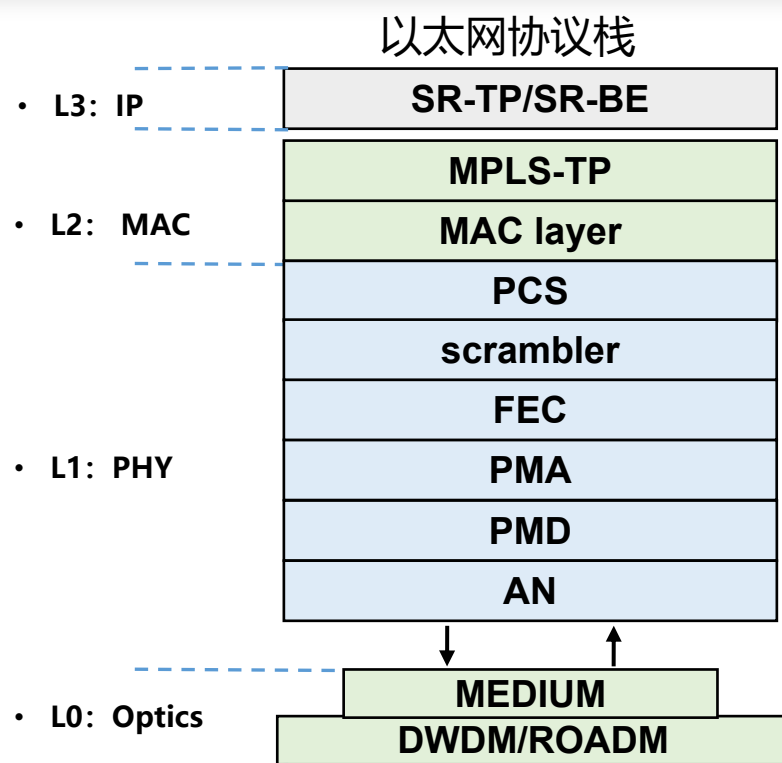 以太网协议栈
• L3：IP
SR-TP/SR-BE
MPLS-TP
• L2： MAC
MAC layer
PCS
scrambler
FEC
• L1：PHY
PMA
PMD
AN
MEDIUM
• L0：Optics
DWDM/ROADM